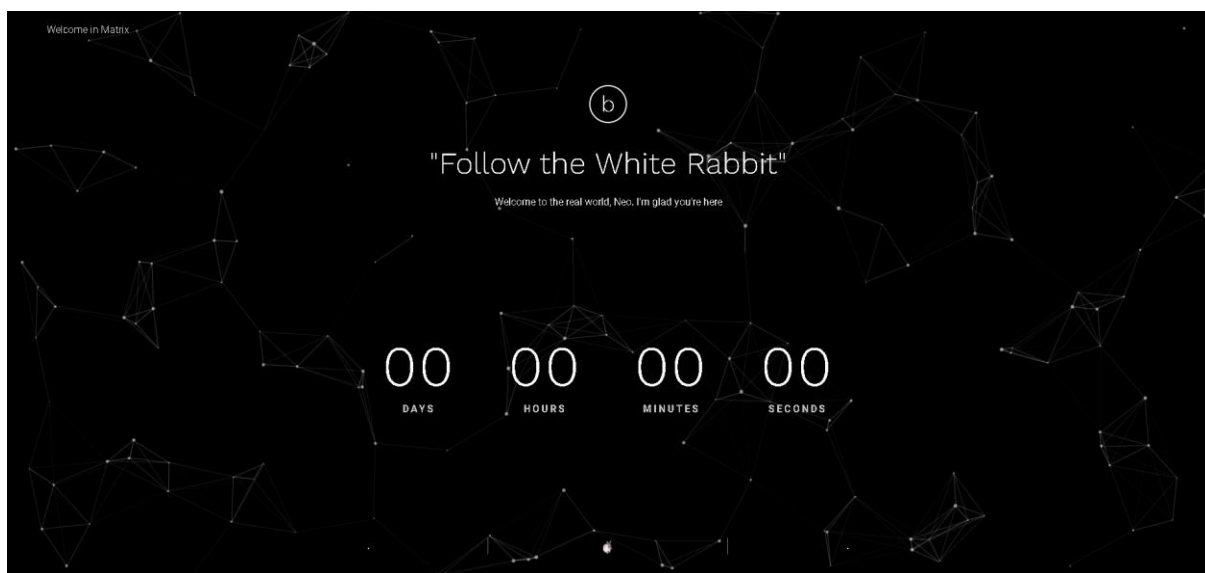 Welcome in Matrix
b
"Follow the White Rabbit"
Welcome to the real world, Neo. I'm glad you're here
00 00 00 00
DAYS HOURS MINUTES SECONDS